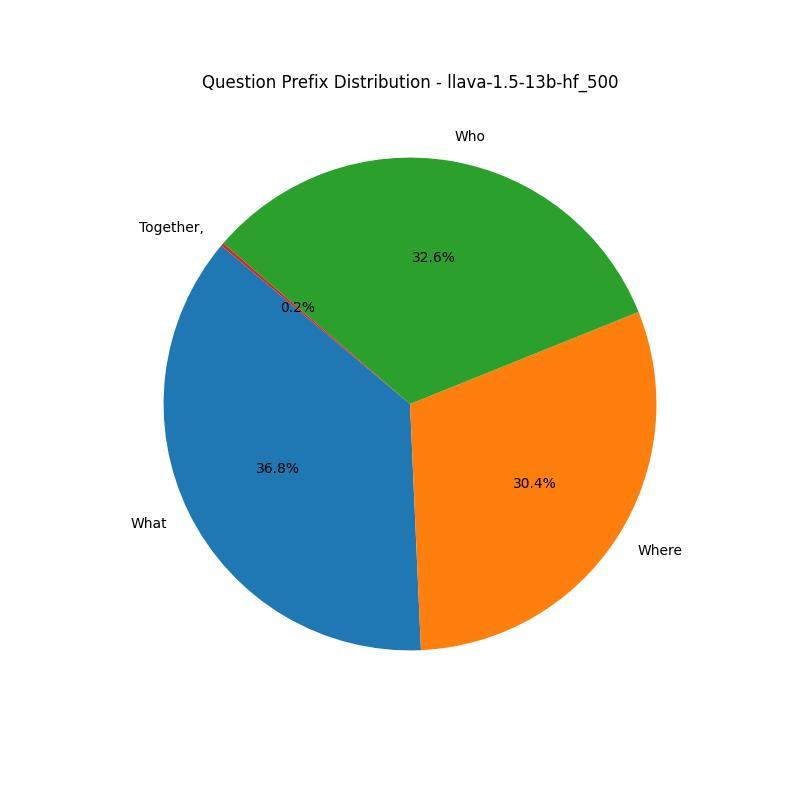 Question Prefix Distribution - llava-1.5-13b-hf_500
Who
Together,
32.6%
0.2%
36.8%
30.4%
What
Where